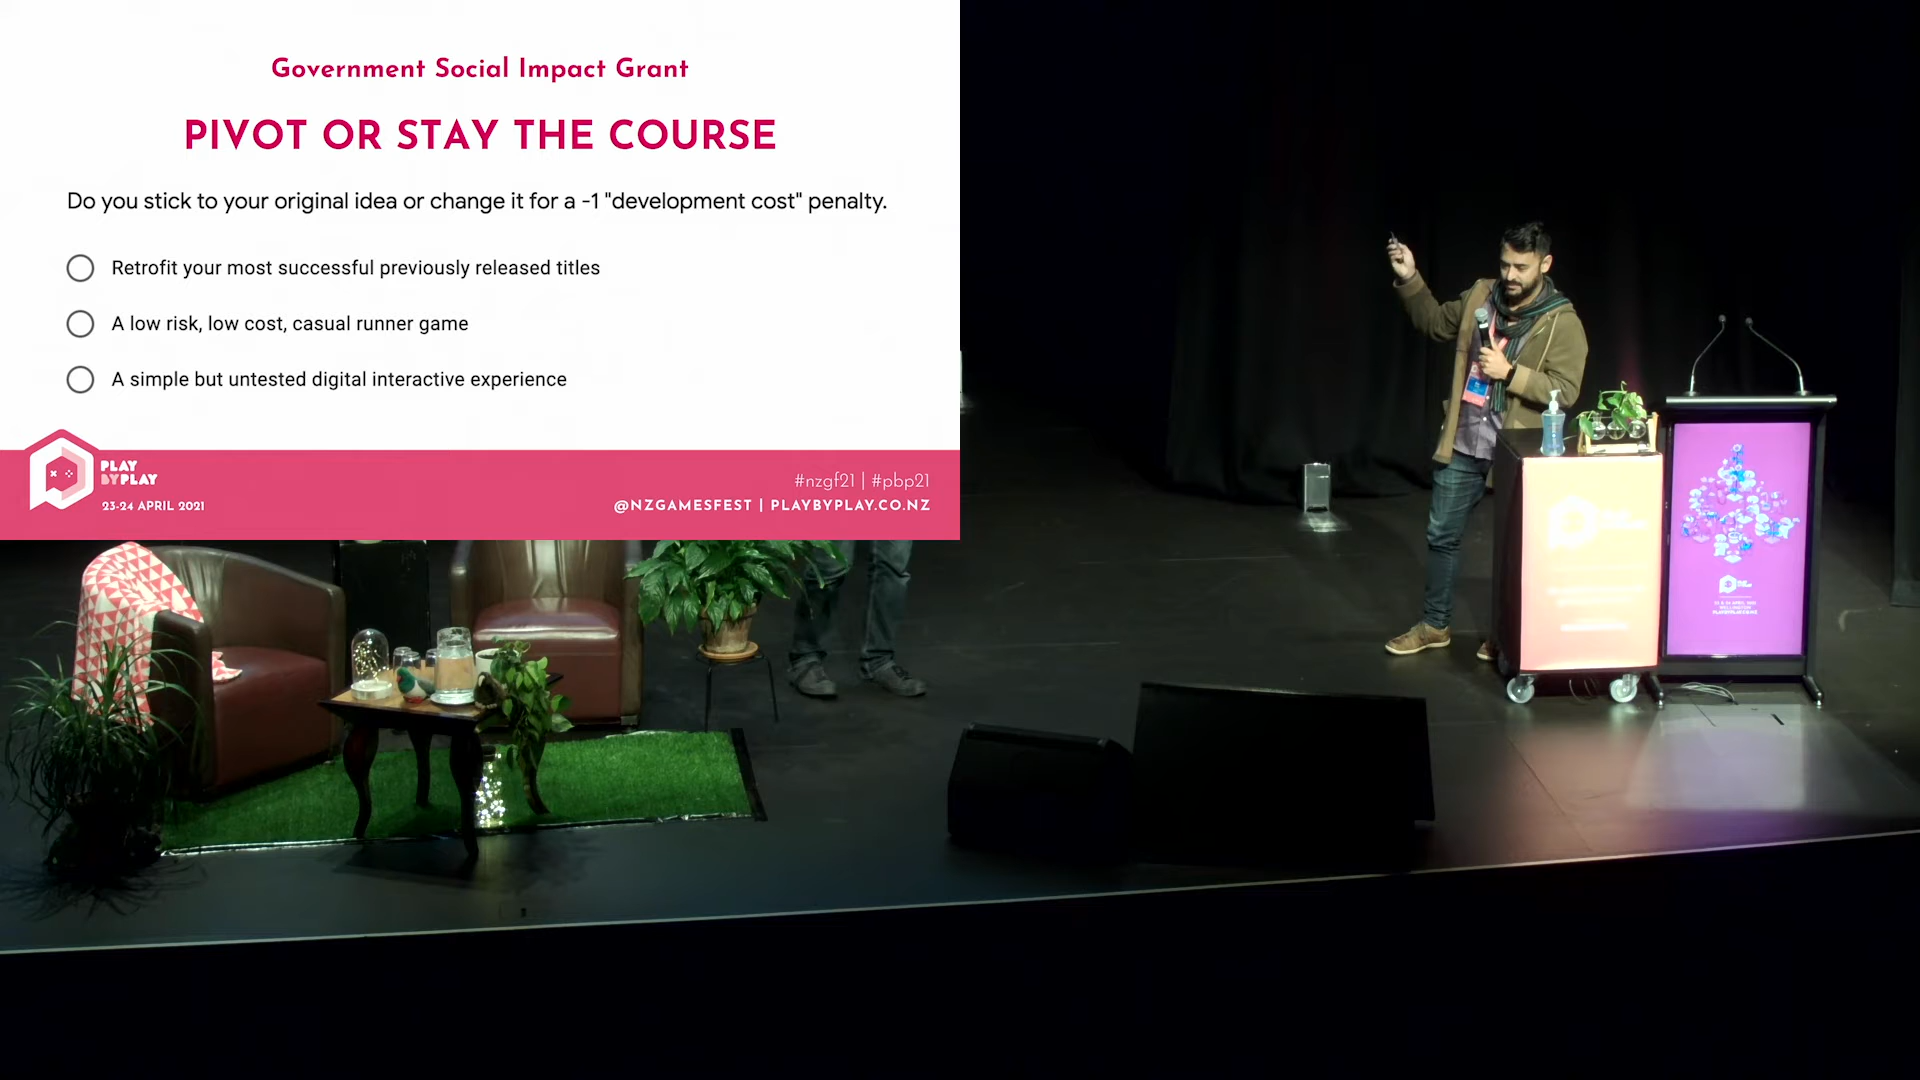 Government Social Impact Grant
PIVOT OR STAY THE COURSE
Do you stick to your original idea or change it for a -1 "development cost" penalty.
Retrofit your most successful previously released titles
A low risk, low cost, casual runner game
A simple but untested digital interactive experience
PLAY
BYPLAY
23-24 APRIL 2021
#nzgf21 | #pbp21
@NZGAMESFEST | PLAYBYPLAY.CO.NZ